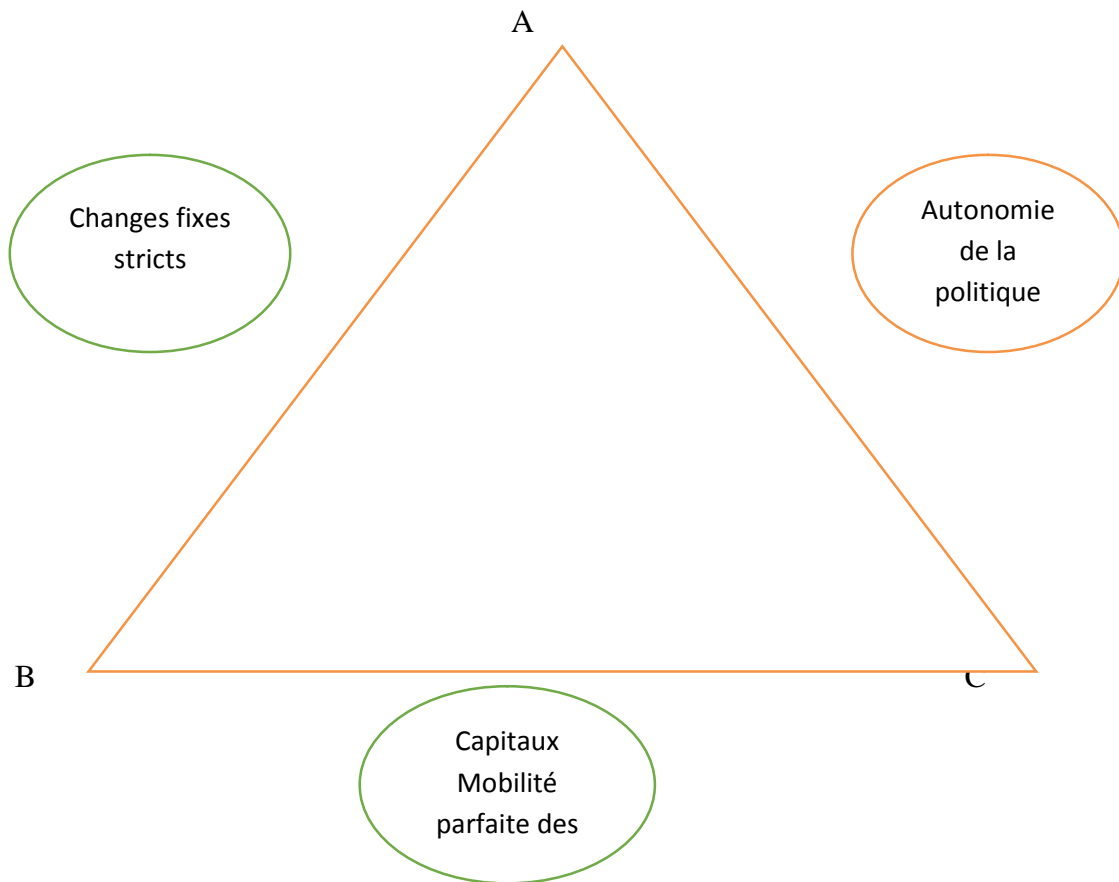 A
Changes fixes
stricts
Autonomie
de la
politique
B
C
Capitaux
Mobilité
parfaite des